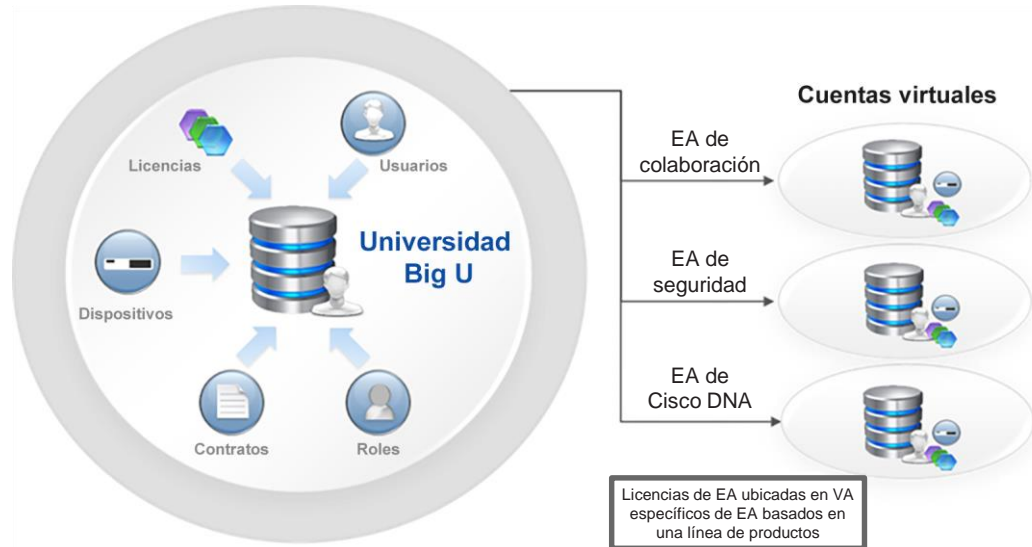 Licencias
Usuarios
Universidad
Big U
Dispositivos
Contratos
Roles
Cuentas virtuales
EA de
colaboración
EA de
seguridad
EA de
Cisco DNA
Licencias de EA ubicadas en VA
específicos de EA basados en
una línea de productos